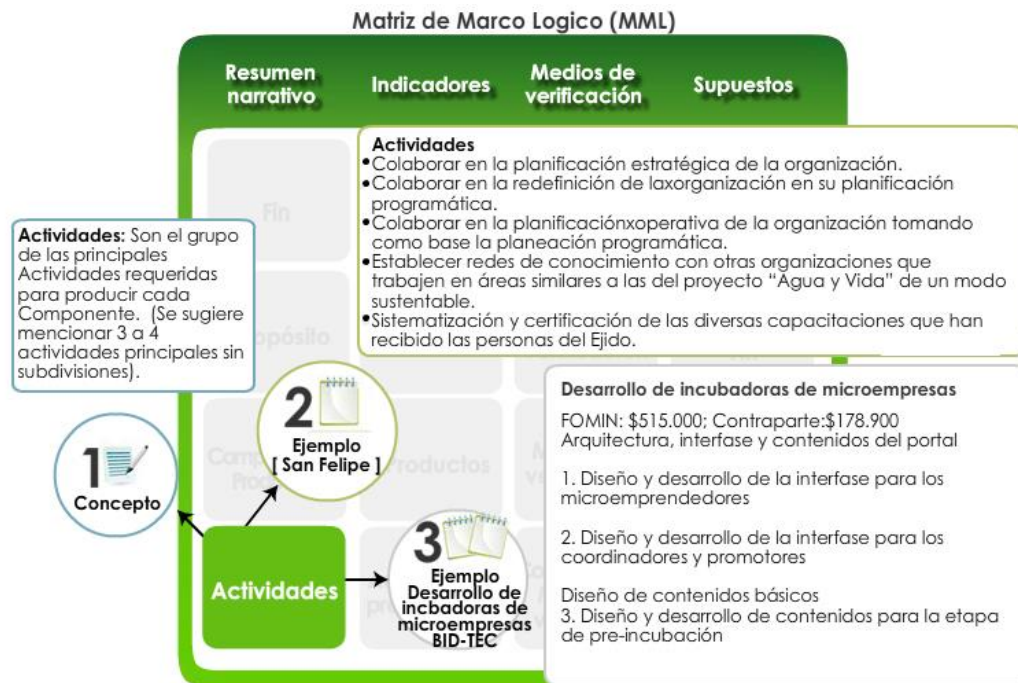 Matriz de Marco Logico (MML)
Resumen
narrativo
Indicadores
Medios de
verificación
Supuestos
Fin
Actividades
•Colaborar en la planificación estratégica de la organización.
•Colaborar en la redefinición de laxorganización en su planificación
programática.
•Colaborar en la planificaciónxoperativa de la organización tomando
como base la planeación programática.
•Establecer redes de conocimiento con otras organizaciones que
trabajen en áreas similares a las del proyecto “Agua y Vida” de un modo
sustentable.
•Sistematización y certificación de las diversas capacitaciones que han
recibido las personas del Ejido.
Actividades: Son el grupo
de las principales
Actividades requeridas
para producir cada
Componente. (Se sugiere
mencionar 3 a 4
actividades principales sin
subdivisiones).
1
Concepto
2
Ejemplo
[ San Felipe ]
Productos
Actividades
3
Ejemplo
Desarrollo de
incbadoras de
microempresas
BID-TEC
Desarrollo de incubadoras de microempresas
FOMIN: $515.000; Contraparte:$178.900
Arquitectura, interfase y contenidos del portal
1. Diseño y desarrollo de la interfase para los
microemprendedores
2. Diseño y desarrollo de la interfase para los
coordinadores y promotores
Diseño de contenidos básicos
3. Diseño y desarrollo de contenidos para la etapa
de pre-incubación